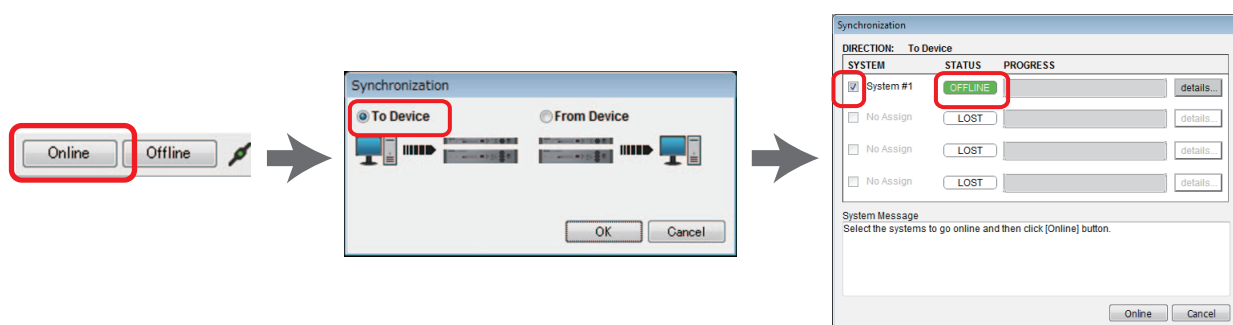 Online Offline
Synchronization
To Device From Device
OK Cancel
Synchronization
DIRECTION: To Device
SYSTEM STATUS PROGRESS
System #1 OFFLINE details...
No Assign LOST details...
No Assign LOST details...
No Assign LOST details...
System Message
Select the systems to go online and then click [Online] button.
Online Cancel